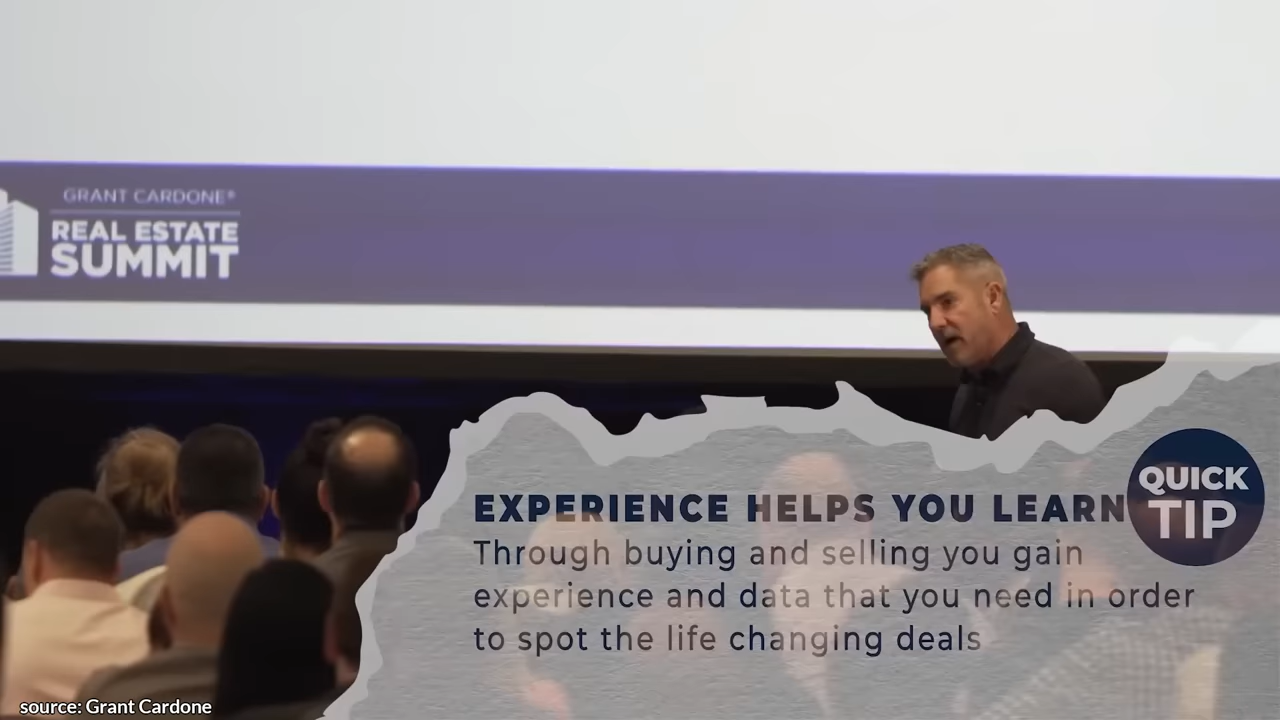 GRANT CARDONE®
REAL ESTATE
SUMMIT
EXPERIENCE HELPS YOU LEARN
QUICK
TIP
Through buying and selling you gain
experience and data that you need in order
to spot the life changing deals
source: Grant Cardone